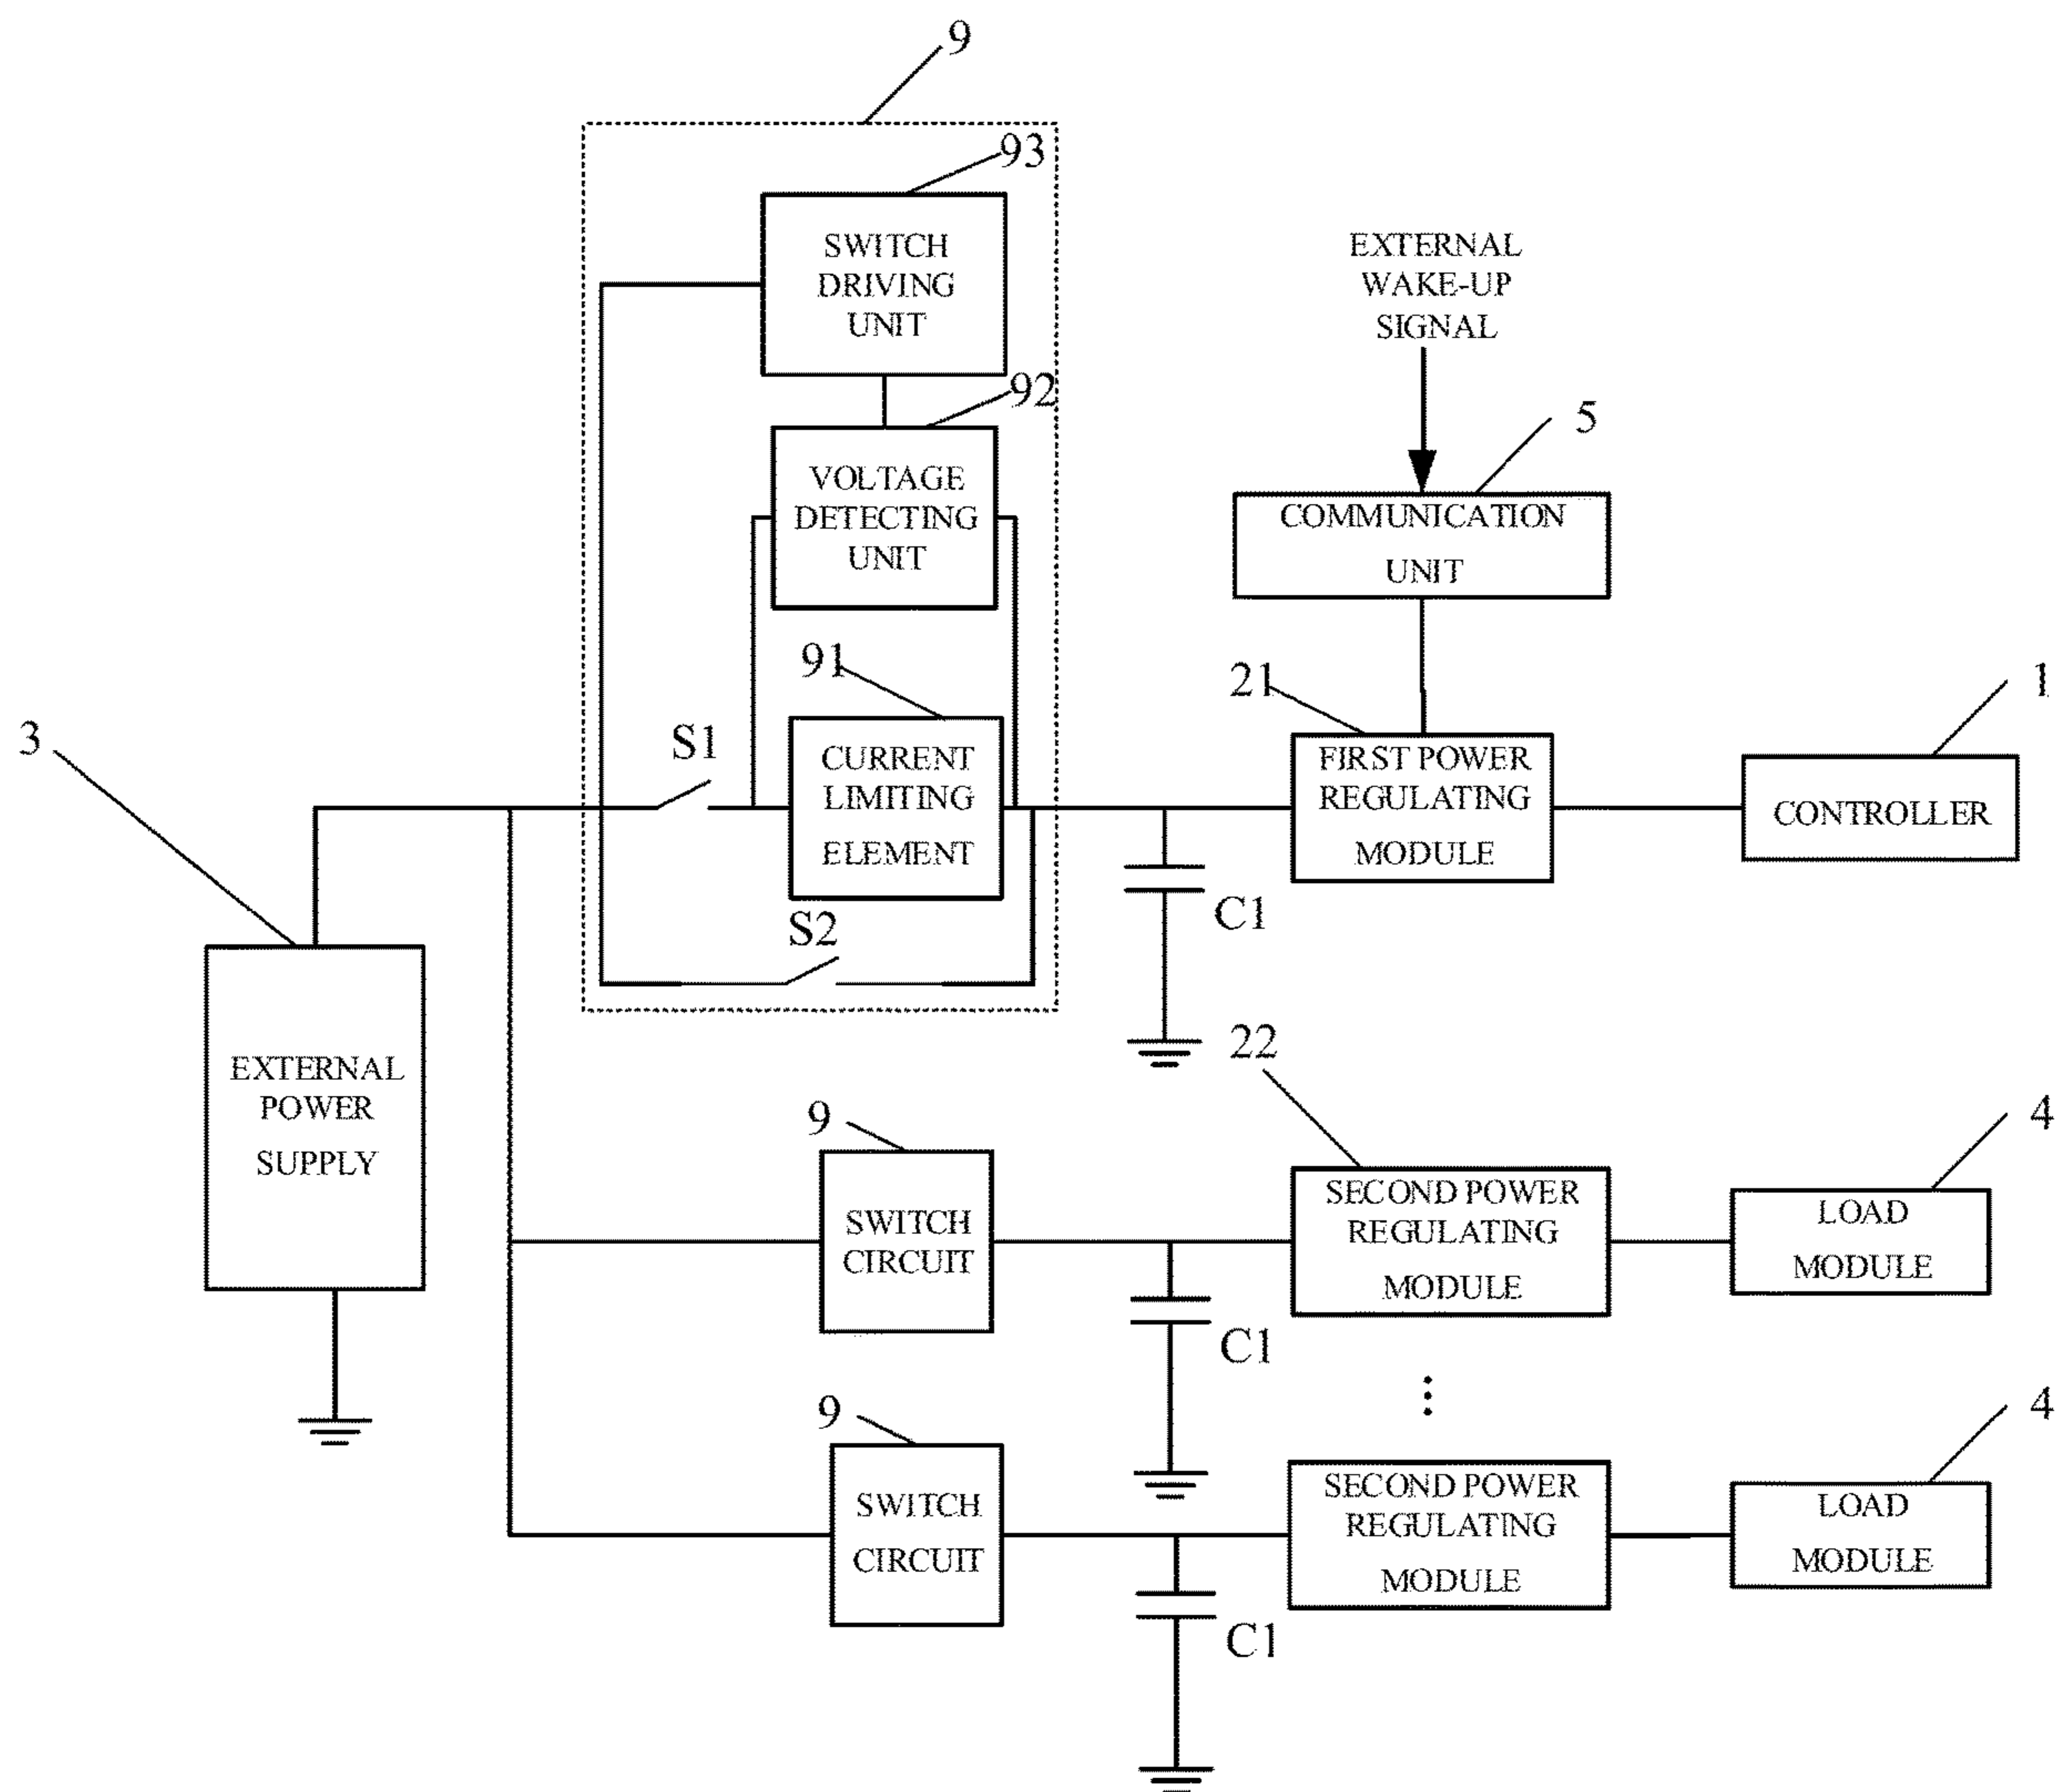 9
93
SWITCH
DRIVING
UNIT
92
VOLTAGE
DETECTING
UNIT
EXTERNAL
WAKE-UP
SIGNAL
5
COMMUNICATION
UNIT
91
CURRENT
LIMITING
ELEMENT
S1
S2
3
EXTERNAL
POWER
SUPPLY
21
FIRST POWER
REGULATING
MODULE
1
CONTROLLER
C1
9
SWITCH
CIRCUIT
C1
22
SECOND POWER
REGULATING
MODULE
4
LOAD
MODULE
9
SWITCH
CIRCUIT
C1
SECOND POWER
REGULATING
MODULE
4
LOAD
MODULE